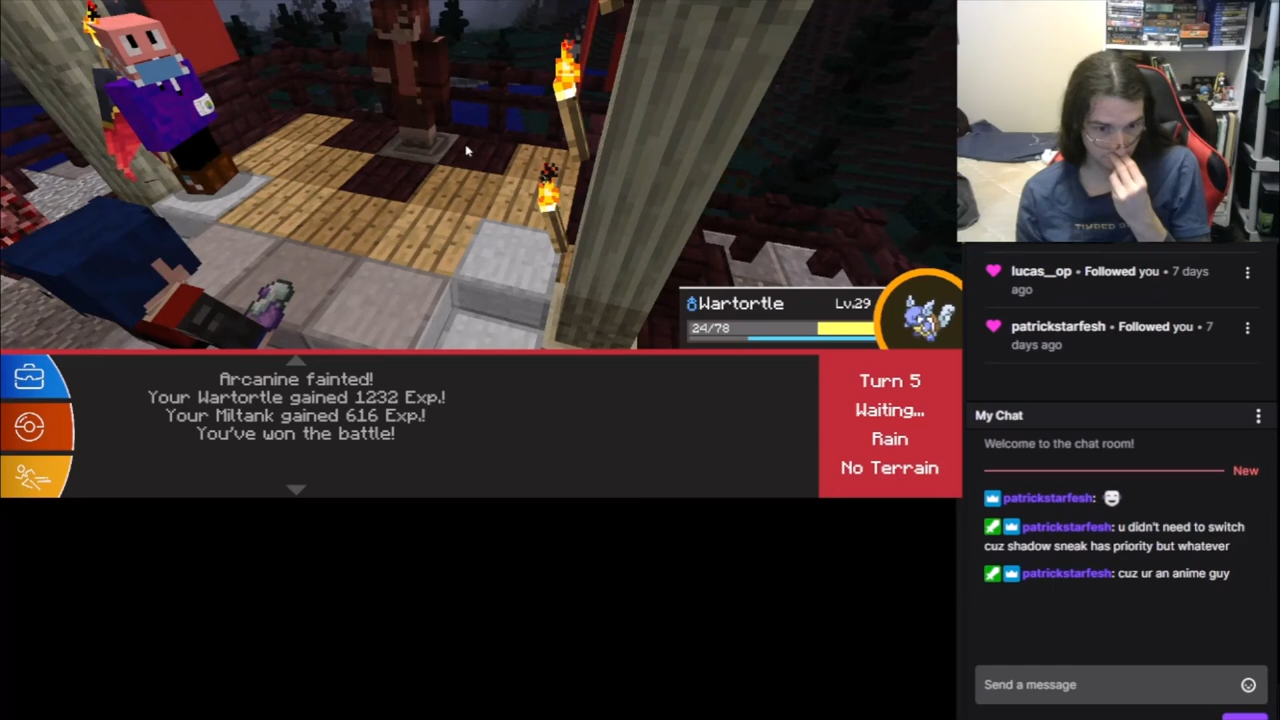 Wartortle Lv.29
24/78
Arcanine fainted!
Your Wartortle gained 1232 Exp.!
Your Miltank gained 616 Exp.!
You've won the battle!
Turn 5
Waiting...
Rain
No Terrain
lucas__op • Followed you • 7 days
ago
patrickstarfesh • Followed you • 7
days ago
My Chat
Welcome to the chat room!
New
patrickstarfesh:
patrickstarfesh: u didn't need to switch
cuz shadow sneak has priority but whatever
patrickstarfesh: cuz ur an anime guy
Send a message